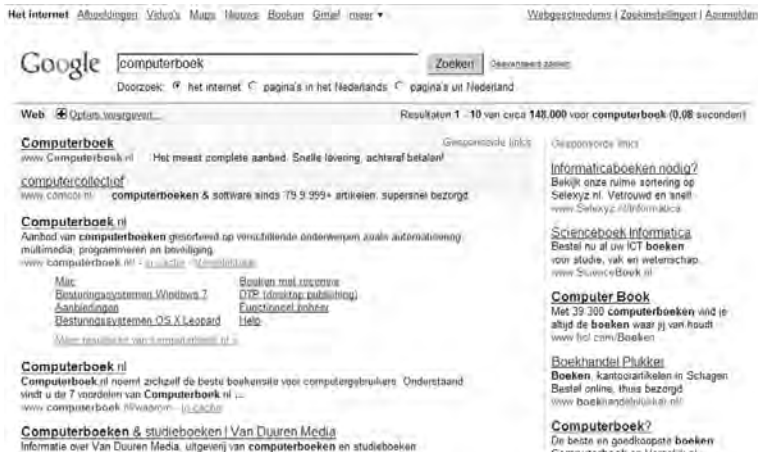 Het internet Afbeeldingen Video's Maps Nieuws Boeken Gmail meer ▼
Webgeschiedenis | Zoekinstellingen | Aanmelden
Google computerboek Zoeken Geavanceerd zoeken
Doorzoek: het internet pagina's in het Nederlands pagina's uit Nederland
Web Opties weergeven... Resultaten 1 - 10 van circa 148.000 voor computerboek (0,08 seconden)
Computerboek Gesponsorde links
www.Computerboek.nl Het meest complete aanbod. Snelle levering, achteraf betalen!
computercollectief
www.comcol.nl computerboeken & software sinds '79 9.999+ artikelen, supersnel bezorgd
Computerboek.nl
Aanbod van computerboeken gesorteerd op verschillende onderwerpen zoals automatisering,
multimedia, programmeren en beveiliging.
www.computerboek.nl/ - In cache - Vergelijkbaar
Mac Boeken met recensie
Besturingssystemen Windows 7 DTP (desktop publishing)
Aanbiedingen Functioneel beheer
Besturingssystemen OS X Leopard Help
Meer resultaten van computerboek.nl »
Computerboek.nl
Computerboek.nl noemt zichzelf de beste boekensite voor computergebruikers. Onderstaand
vindt u de 7 voordelen van Computerboek.nl ...
www.computerboek.nl/waarom - In cache
Computerboeken & studieboeken | Van Duuren Media
Informatie over Van Duuren Media, uitgeverij van computerboeken en studieboeken
Gesponsorde links
Informaticaboeken nodig?
Bekijk onze ruime sortering op
Selexyz.nl. Vertrouwd en snel!
www.Selexyz.nl/Informatica
Scienceboek Informatica
Bestel nu al uw ICT boeken
voor studie, vak en wetenschap.
www.ScienceBook.nl
Computer Book
Met 39.300 computerboeken vind je
altijd de boeken waar jij van houdt
www.bol.com/Boeken
Boekhandel Plukker
Boeken, kantoorartikelen in Schagen
Bestel online, thuis bezorgd
www.boekhandelplukker.nl/
Computerboek?
De beste en goedkoopste boeken